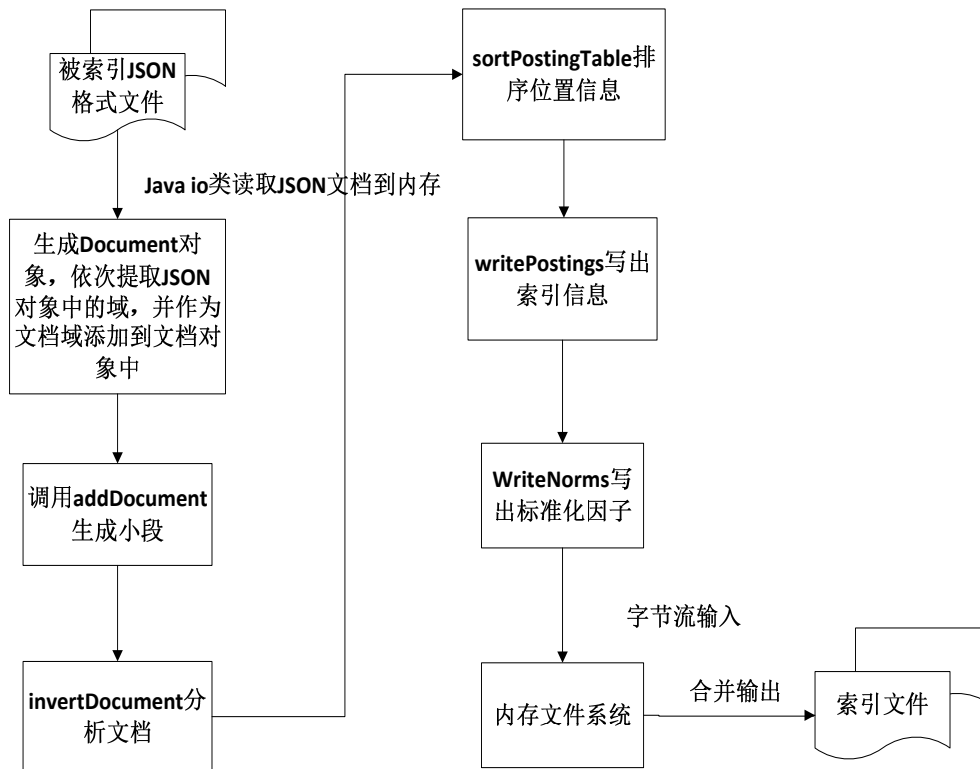 被索引JSON
格式文件
Java io类读取JSON文档到内存
生成Document对
象，依次提取JSON
对象中的域，并作为
文档域添加到文档对
象中
调用addDocument
生成小段
invertDocument分
析文档
sortPostingTable排
序位置信息
writePostings写出
索引信息
WriteNorms写
出标准化因子
字节流输入
内存文件系统
合并输出
索引文件